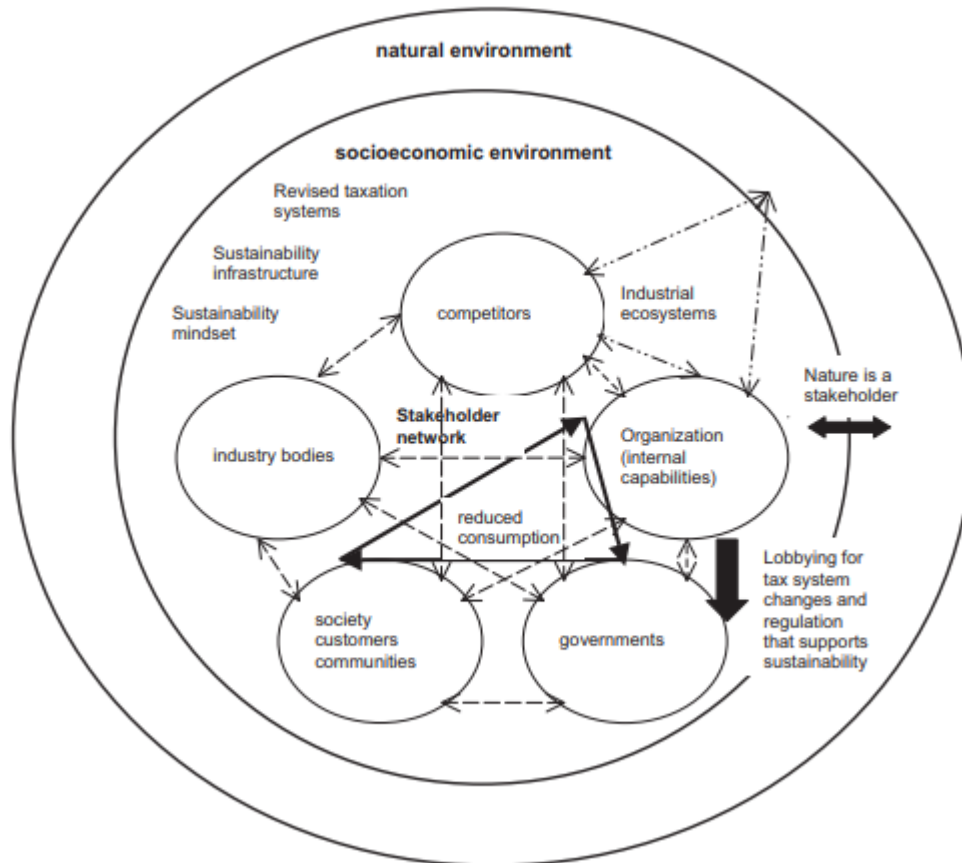 natural environment
socioeconomic environment
Revised taxation
systems
Sustainability
infrastructure
Sustainability
mindset
competitors
Industrial
ecosystems
Nature is a
stakeholder
Stakeholder
network
industry bodies
Organization
(internal
capabilities)
reduced
consumption
Lobbying for
tax system
changes and
regulation
that supports
sustainability
society
customers
communities
governments